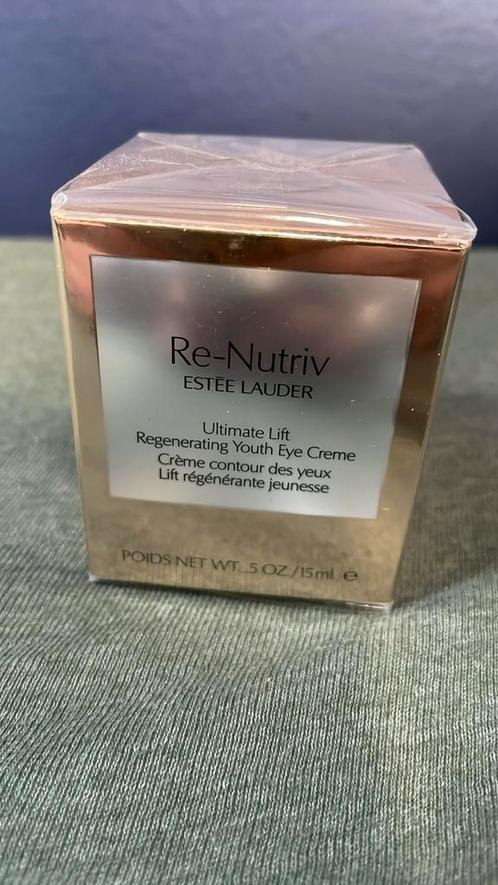 Re-Nutriv
ESTĒE LAUDER
Ultimate Lift
Regenerating Youth Eye Creme
Crème contour des yeux
Lift régénérante jeunesse
POIDS NET WT. .5 OZ./15ml ℮